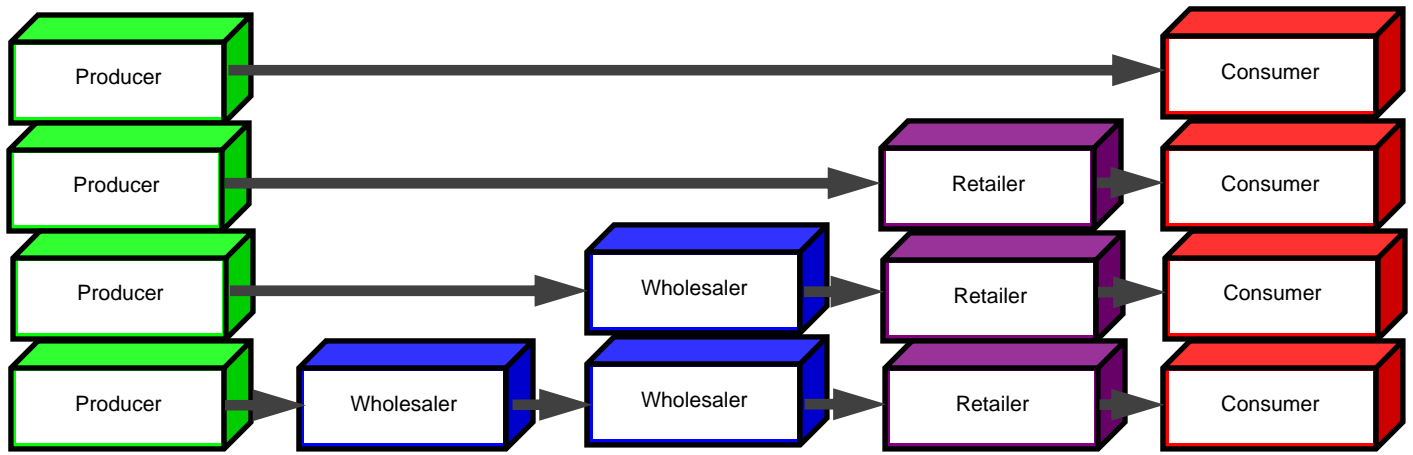 Producer
Consumer
Producer
Retailer
Consumer
Producer
Wholesaler
Retailer
Consumer
Producer
Wholesaler
Wholesaler
Retailer
Consumer